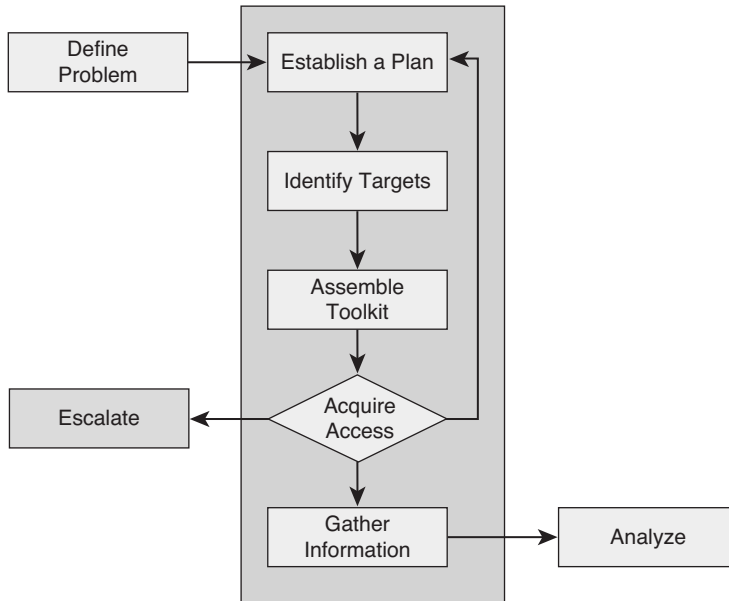 Define
Problem
Establish a Plan
Identify Targets
Assemble
Toolkit
Acquire
Access
Escalate
Gather
Information
Analyze